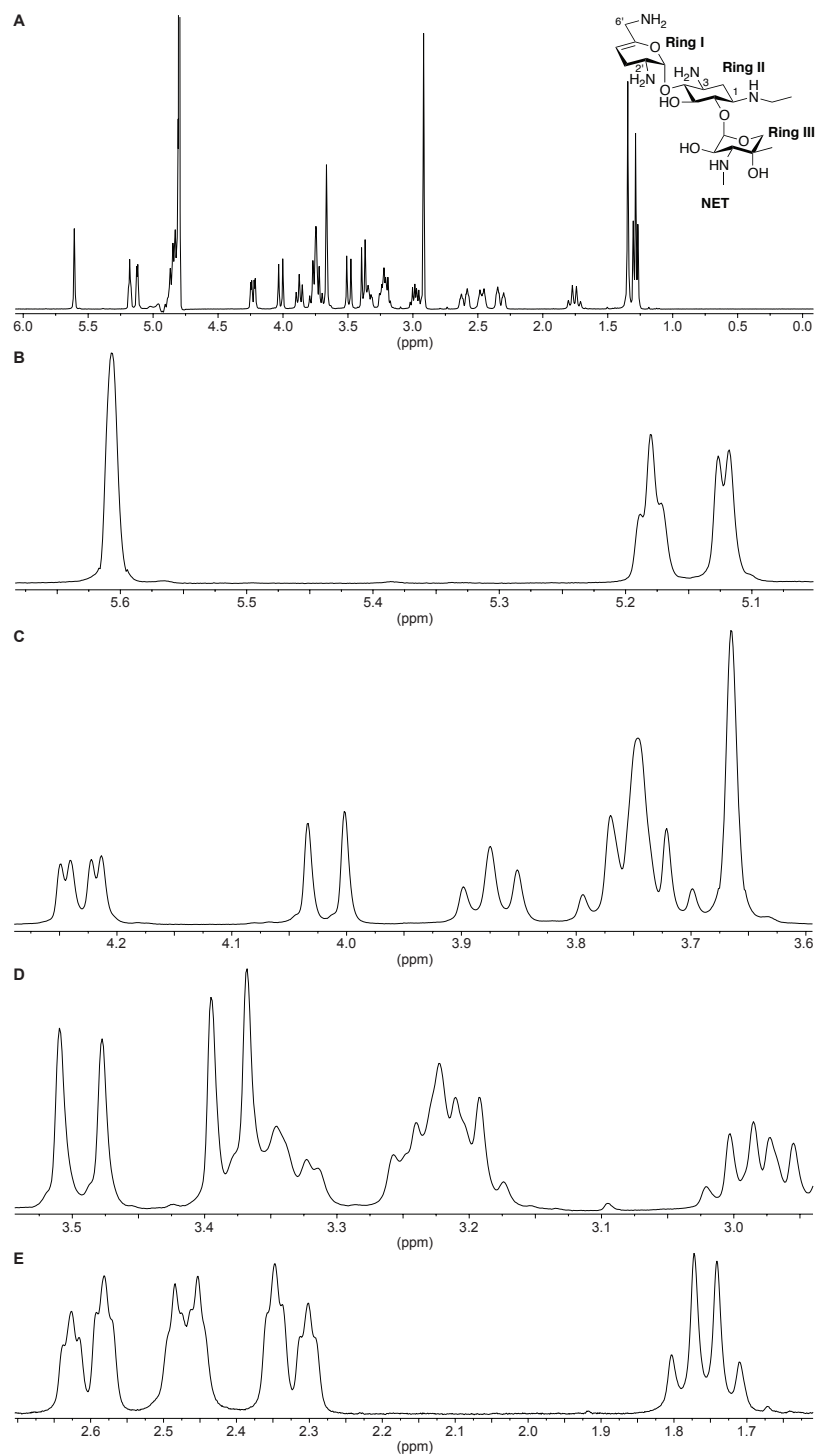 A
6' NH2
O Ring I
2'
H2N H2N 3 Ring II
1 H
O N
HO
O
O Ring III
HO
HN OH
NET
6.0 5.5 5.0 4.5 4.0 3.5 3.0 2.5 2.0 1.5 1.0 0.5 0.0
(ppm)
B
5.6 5.5 5.4 5.3 5.2 5.1
(ppm)
C
4.2 4.1 4.0 3.9 3.8 3.7 3.6
(ppm)
D
3.5 3.4 3.3 3.2 3.1 3.0
(ppm)
E
2.6 2.5 2.4 2.3 2.2 2.1 2.0 1.9 1.8 1.7
(ppm)